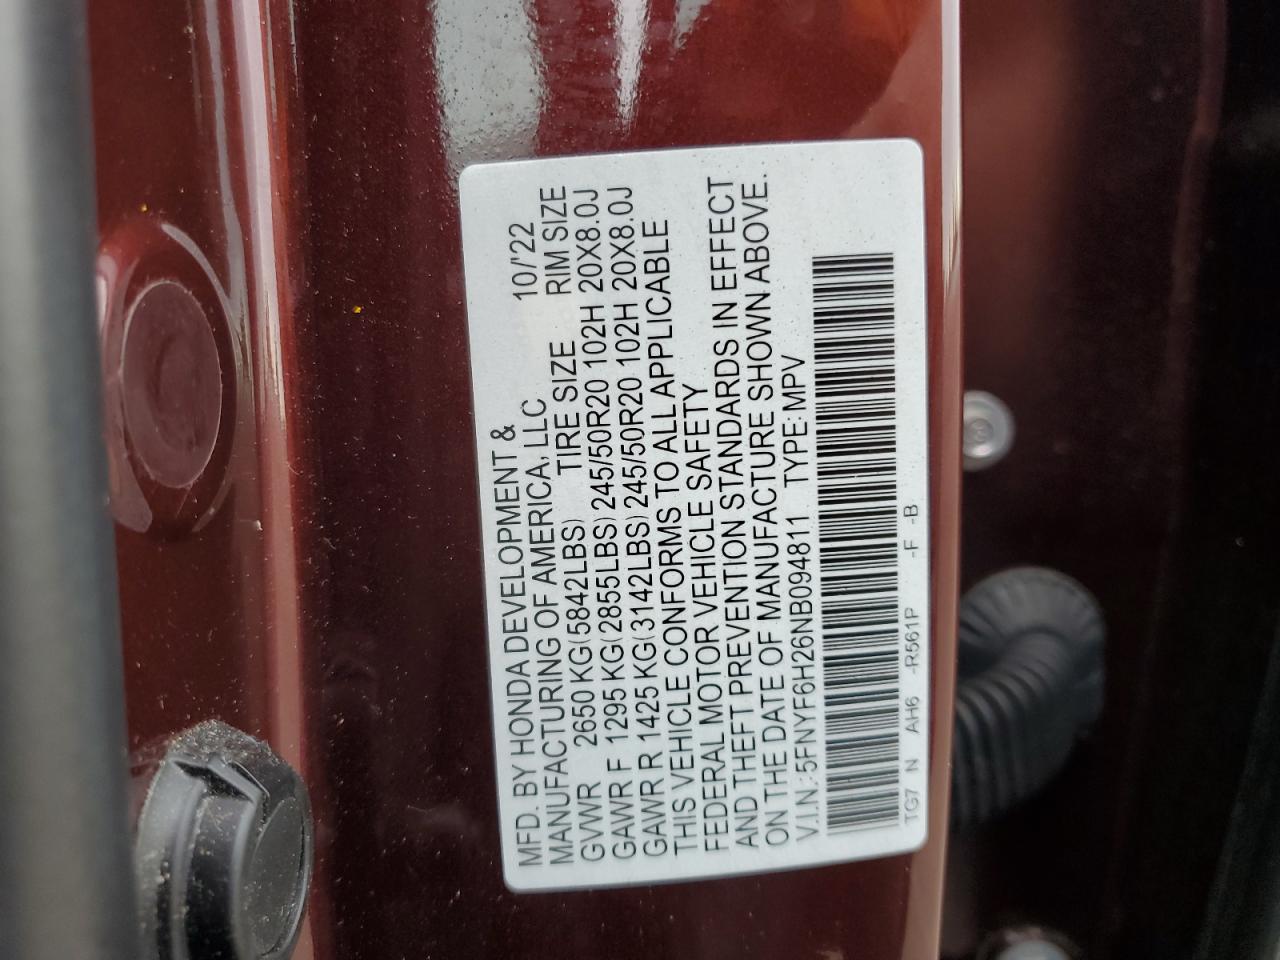 MFD. BY HONDA DEVELOPMENT & 10/'22
MANUFACTURING OF AMERICA, LLC
TIRE SIZE RIM SIZE
GVWR 2650 KG(5842LBS)
GAWR F 1295 KG(2855LBS) 245/50R20 102H 20X8.0J
GAWR R 1425 KG(3142LBS) 245/50R20 102H 20X8.0J
THIS VEHICLE CONFORMS TO ALL APPLICABLE
FEDERAL MOTOR VEHICLE SAFETY
AND THEFT PREVENTION STANDARDS IN EFFECT
ON THE DATE OF MANUFACTURE SHOWN ABOVE.
V.I.N.: 5FNYF6H26NB094811 TYPE: MPV
TG7 N AH6 -R561P -F -B